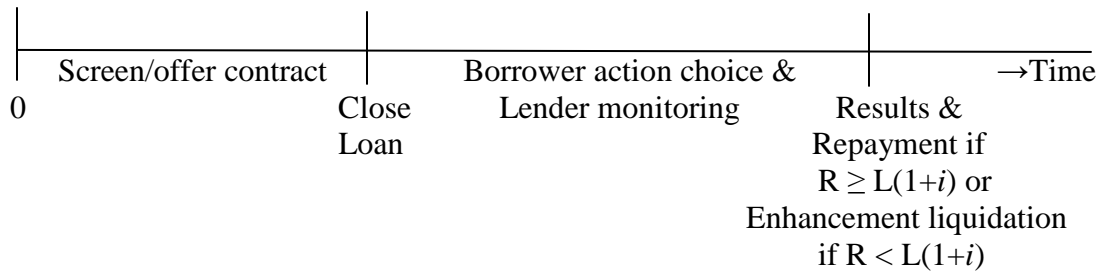 Screen/offer contract
Borrower action choice &
→Time
0
Close
Lender monitoring
Results &
Loan
Repayment if
R ≥ L(1+i) or
Enhancement liquidation
if R < L(1+i)